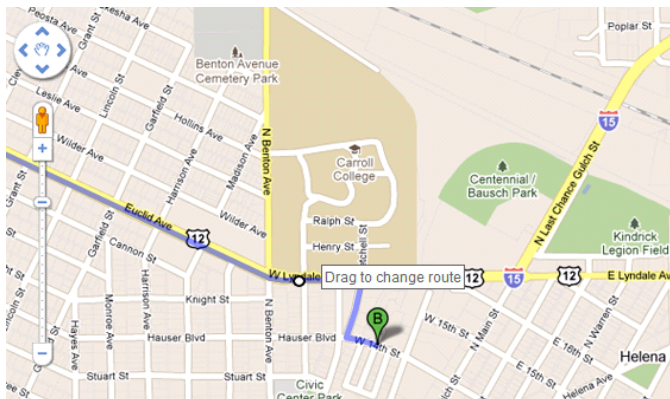 Peosta Ave
Grant St
Poplar St
Benton Avenue
Cemetery Park
Lincoln St
Garfield St
Leslie Ave
Hollins Ave
15
Wilder Ave
Harrison Ave
Madison Ave
N Benton Ave
Carroll
College
Centennial /
Bausch Park
N Last Chance Gulch St
Grant St
Euclid Ave
Wilder Ave
Ralph St
Kindrick
Legion Field
12
Henry St
Garfield St
Cannon St
W Lyndale
Drag to change route
12
15
12
E Lyndale Av
Monroe Ave
Harrison Ave
Knight St
N Benton Ave
B
N Main St
N Warren St
W 15th St
Hayes Ave
Hauser Blvd
Hauser Blvd
W 14th St
E 16th St
Helena
Stuart St
Stuart St
Civic
Center Park
E 15th St
Helena Ave